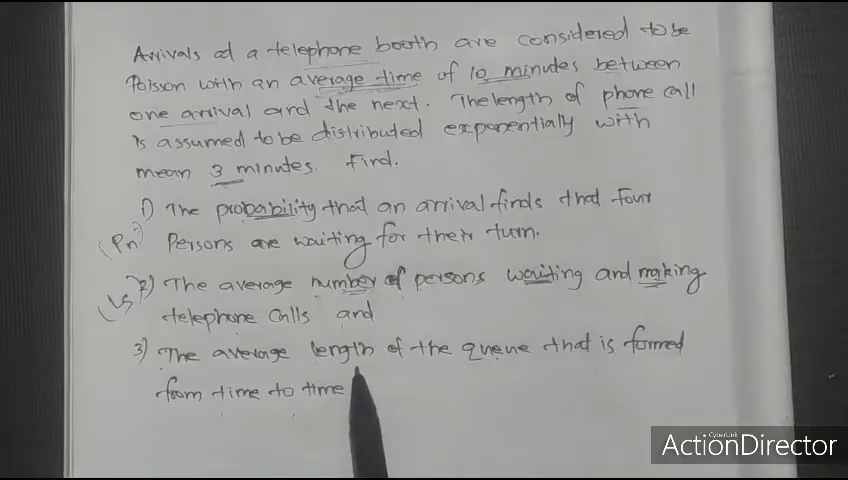 Arrivals at a telephone booth are considered to be
Poisson with an average time of 10 minutes between
one arrival and the next. The length of phone call
is assumed to be distributed exponentially with
mean 3 minutes. Find.
1) The probability that an arrival finds that four
(Pn) Persons are waiting for their turn.
2) The average number of persons waiting and making
(Ls telephone calls and
3) The average length of the queue that is formed
from time to time
CyberLink
ActionDirector